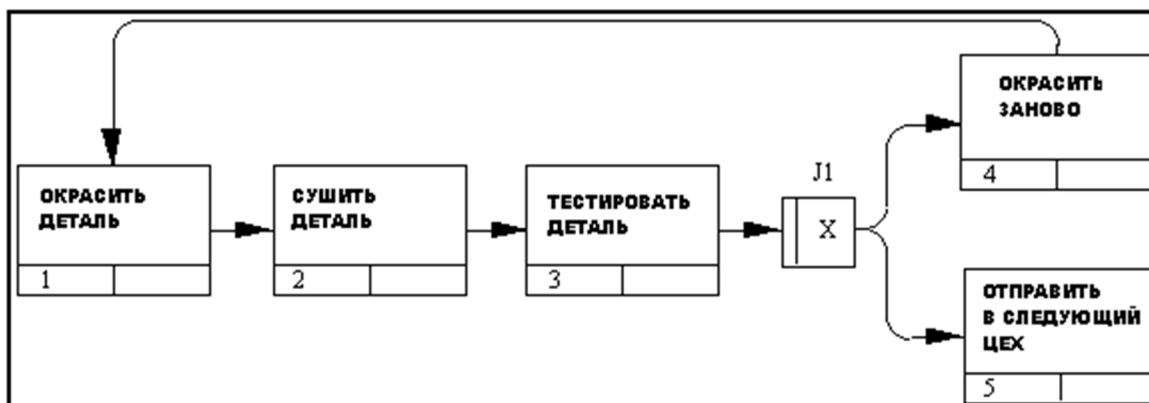 ОКРАСИТЬ
ДЕТАЛЬ
1
СУШИТЬ
ДЕТАЛЬ
2
ТЕСТИРОВАТЬ
ДЕТАЛЬ
3
J1
X
ОКРАСИТЬ
ЗАНОВО
4
ОТПРАВИТЬ
В СЛЕДУЮЩИЙ
ЦЕХ
5